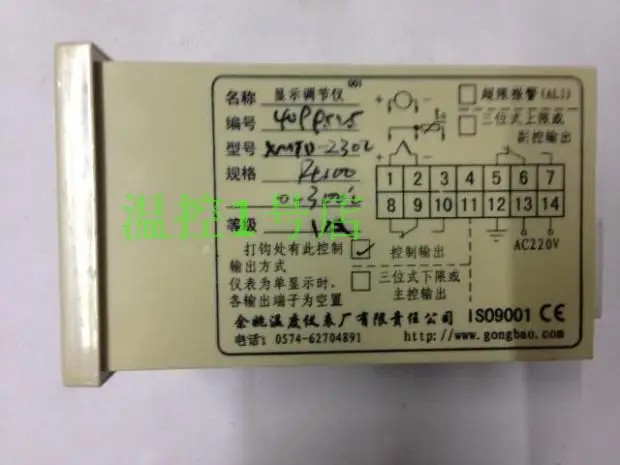 001
名称 显示调节仪
编号
型号 XMTD-2302
规格 Pt100
0-300℃
等级
打钩处有此控制
输出方式
仪表为单显示时,
各输出端子为空置
超限报警(AL1)
三位式上限或
副控输出
1 2 3 4 5 6 7
8 9 10 11 12 13 14
AC220V
控制输出
三位式下限或
主控输出
余姚温度仪表厂有限责任公司 ISO9001 CE
电话: 0574-62704891 http://www.gongbao.com
温控1号店